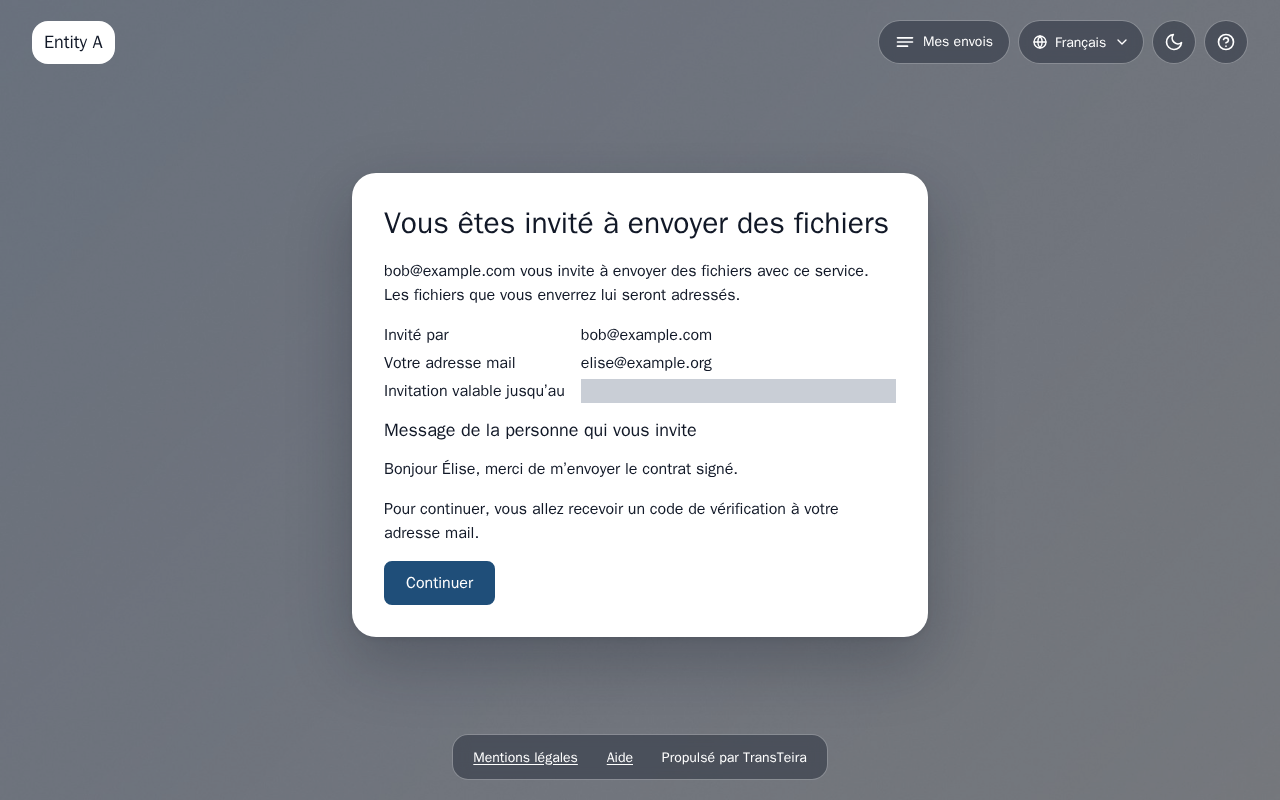 Entity A
Mes envois
Français
Vous êtes invité à envoyer des fichiers
bob@example.com vous invite à envoyer des fichiers avec ce service.
Les fichiers que vous enverrez lui seront adressés.
Invité par bob@example.com
Votre adresse mail elise@example.org
Invitation valable jusqu’au
Message de la personne qui vous invite
Bonjour Élise, merci de m’envoyer le contrat signé.
Pour continuer, vous allez recevoir un code de vérification à votre
adresse mail.
Continuer
Mentions légales Aide Propulsé par TransTeira